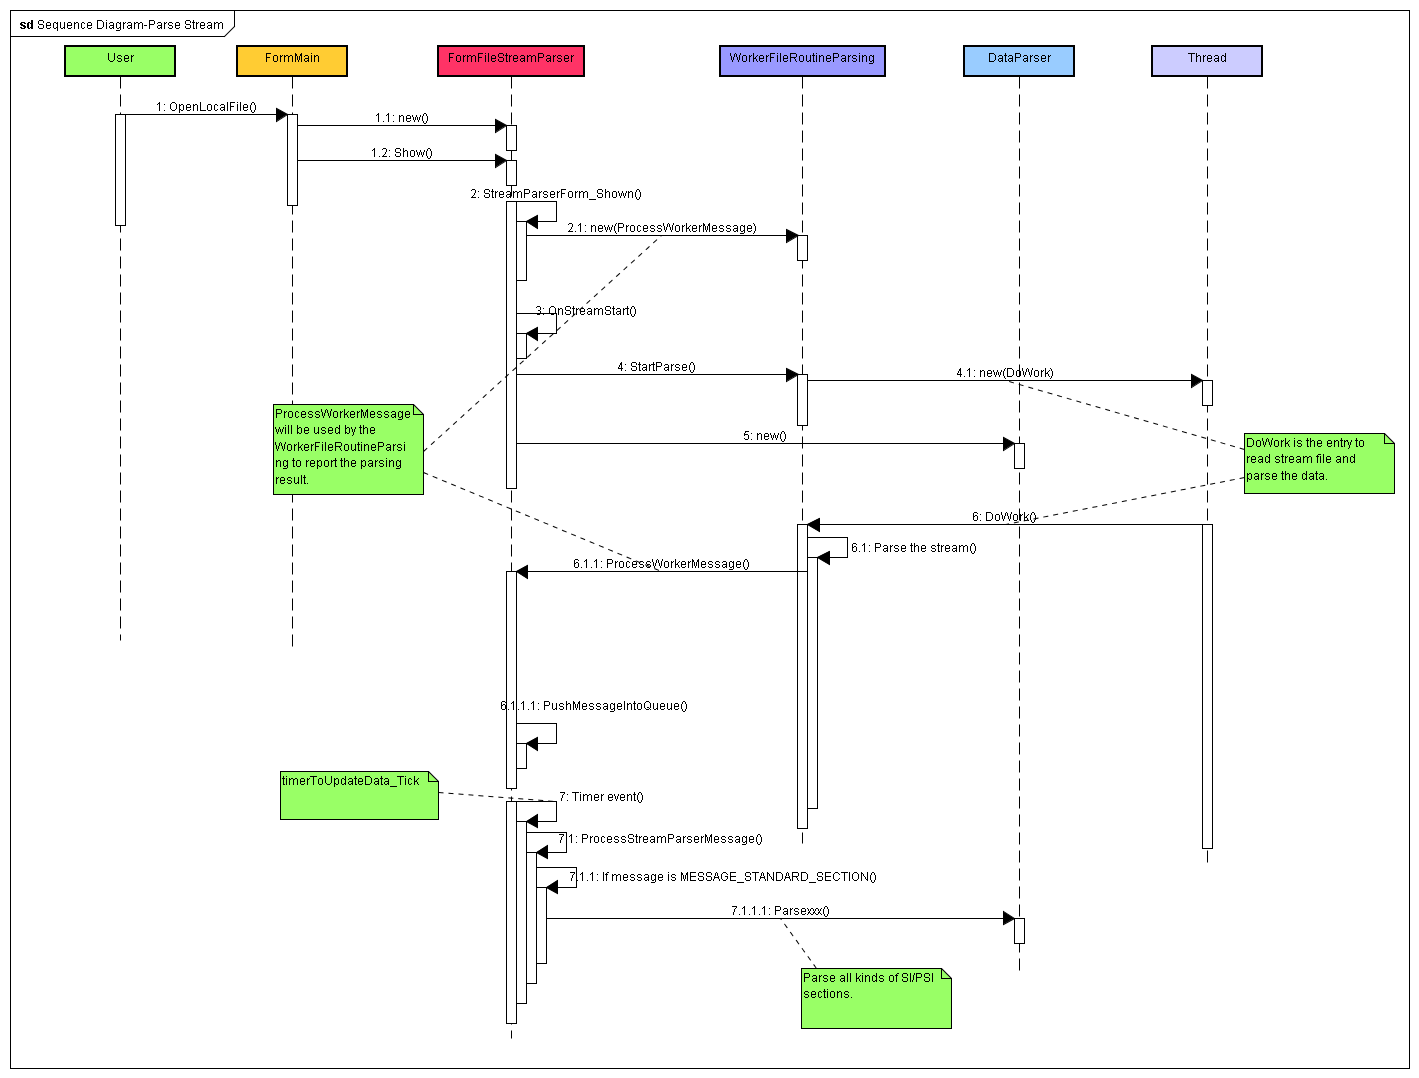 sd Sequence Diagram-Parse Stream
User
FormMain
FormFileStreamParser
WorkerFileRoutineParsing
DataParser
Thread
1: OpenLocalFile()
1.1: new()
1.2: Show()
2: StreamParserForm_Shown()
2.1: new(ProcessWorkerMessage)
3: OnStreamStart()
4: StartParse()
4.1: new(DoWork)
ProcessWorkerMessage
will be used by the
WorkerFileRoutineParsi
ng to report the parsing
result.
5: new()
DoWork is the entry to
read stream file and
parse the data.
6: DoWork()
6.1: Parse the stream()
6.1.1: ProcessWorkerMessage()
6.1.1.1: PushMessageIntoQueue()
timerToUpdateData_Tick
7: Timer event()
7.1: ProcessStreamParserMessage()
7.1.1: If message is MESSAGE_STANDARD_SECTION()
7.1.1.1: Parsexxx()
Parse all kinds of SI/PSI
sections.